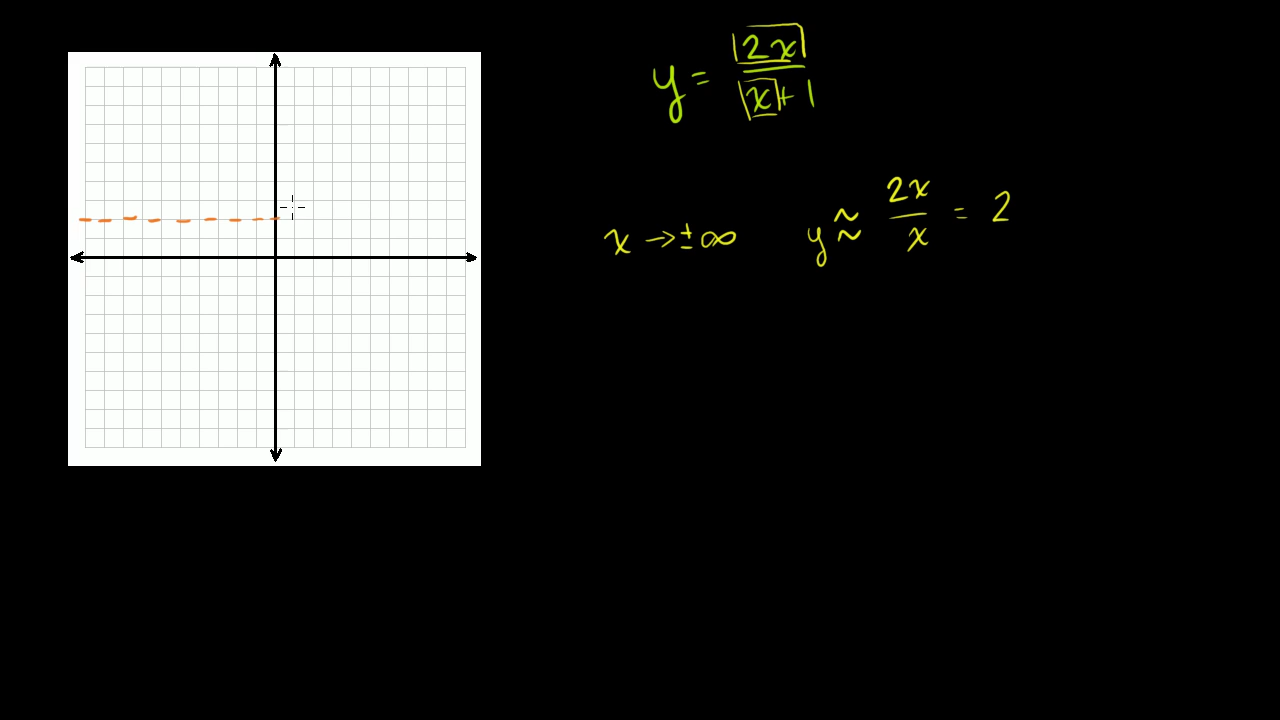 y = 2x / x + 1
x → ± ∞ y ≈ 2x / x = 2